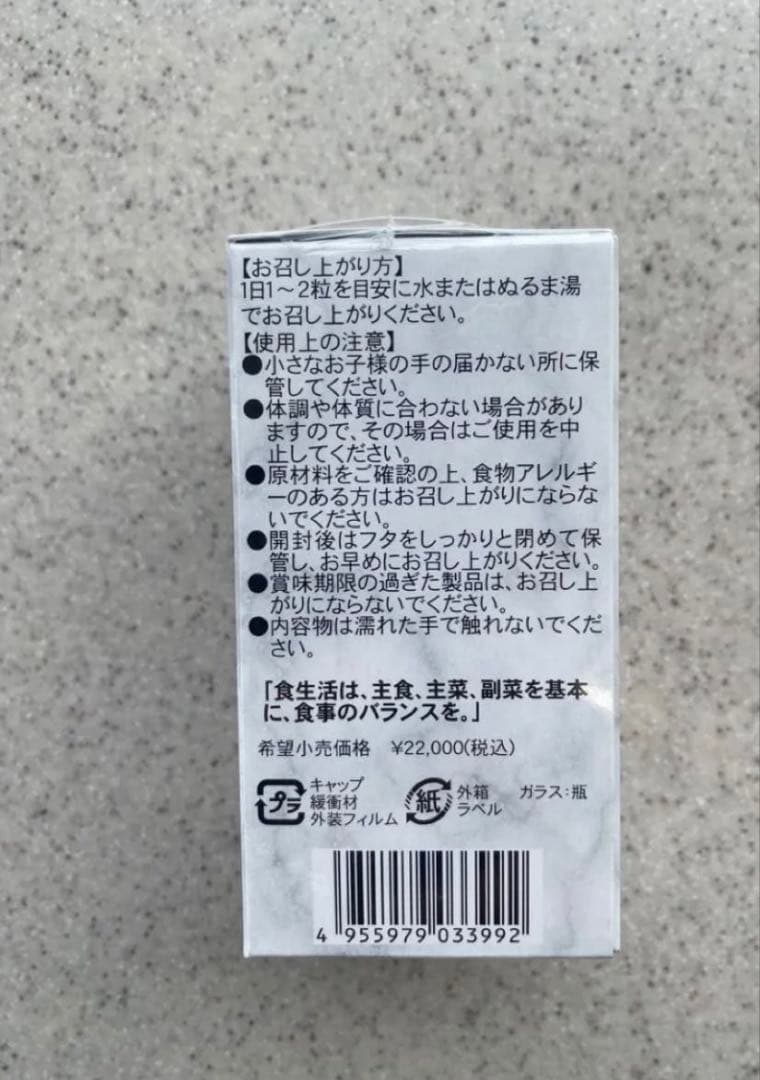 【お召し上がり方】
1日1～2粒を目安に水またはぬるま湯
でお召し上がりください。
【使用上の注意】
●小さなお子様の手の届かない所に保
管してください。
●体調や体質に合わない場合があり
ますので、その場合はご使用を中
止してください。
●原材料をご確認の上、食物アレルギ
ーのある方はお召し上がりにならな
いでください。
●開封後はフタをしっかりと閉めて保
管し、お早めにお召し上がりください。
●賞味期限の過ぎた製品は、お召し上
がりにならないでください。
●内容物は濡れた手で触れないでくだ
さい。
「食生活は、主食、主菜、副菜を基本
に、食事のバランスを。」
希望小売価格 ¥22,000(税込)
プラ
キャップ
緩衝材
外装フィルム
紙
外箱
ラベル
ガラス：瓶
4 955979 033992